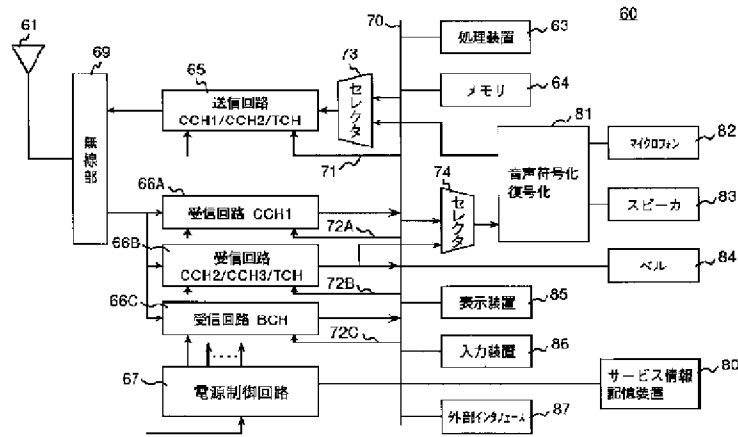 60
61
69
無線部
65
送信回路
CCH1/CCH2/TCH
73
セレクタ
70
処理装置
63
メモリ
64
71
81
音声符号化
復号化
マイクロフォン
82
スピーカ
83
66A
受信回路 CCH1
72A
74
セレクタ
66B
受信回路
CCH2/CCH3/TCH
72B
ベル
84
66C
受信回路 BCH
72C
表示装置
85
入力装置
86
67
電源制御回路
サービス情報
記憶装置
80
外部インタフェース
87